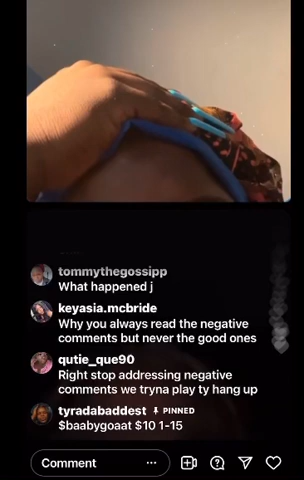 tommythegossipp
What happened j
keyasia.mcbride
Why you always read the negative
comments but never the good ones
qutie_que90
Right stop addressing negative
comments we tryna play ty hang up
tyradabaddest PINNED
$baabygoaat $10 1-15
Comment ...